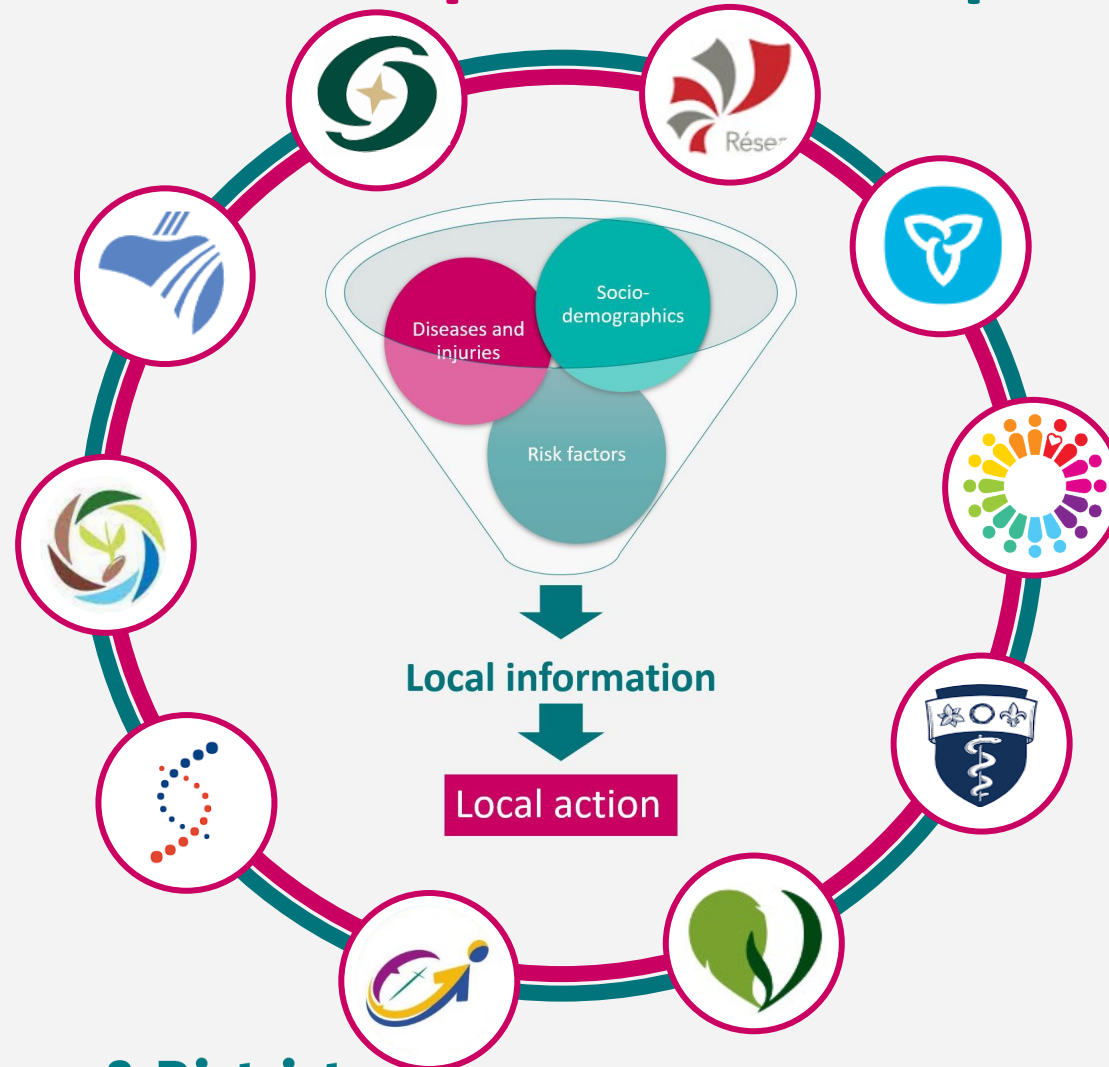 Socio-
demographics
Diseases and
injuries
Risk factors
Local information
Local action